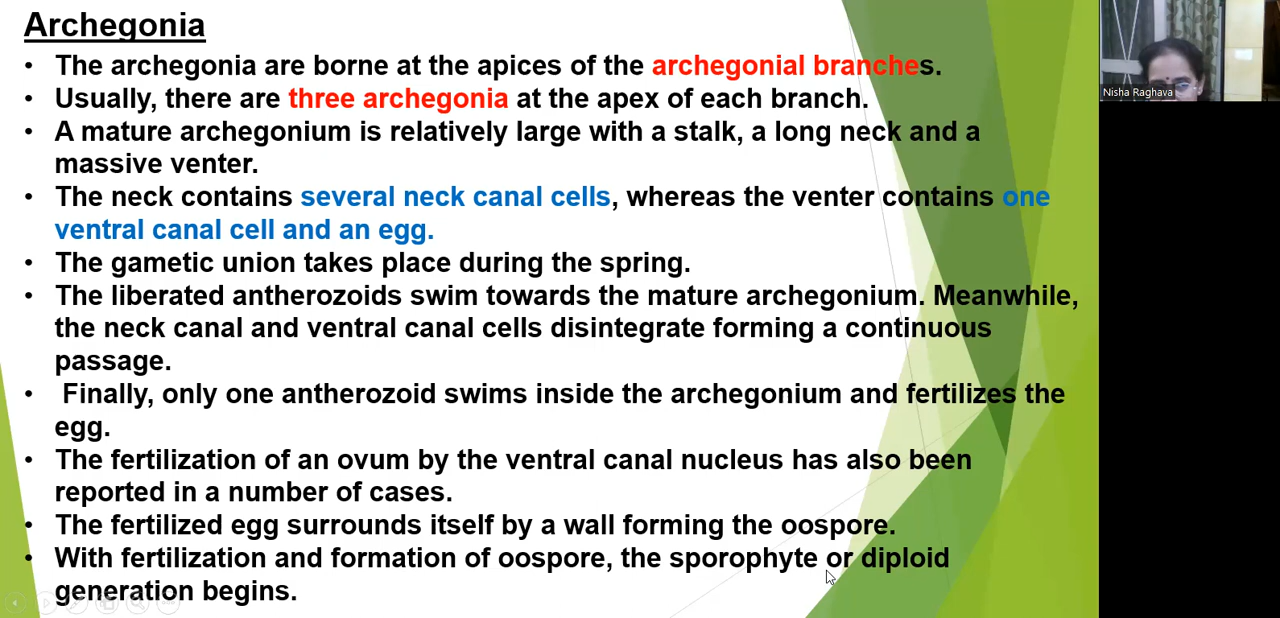 Archegonia
• The archegonia are borne at the apices of the archegonial branches.
• Usually, there are three archegonia at the apex of each branch.
• A mature archegonium is relatively large with a stalk, a long neck and a
massive venter.
• The neck contains several neck canal cells, whereas the venter contains one
ventral canal cell and an egg.
• The gametic union takes place during the spring.
• The liberated antherozoids swim towards the mature archegonium. Meanwhile,
the neck canal and ventral canal cells disintegrate forming a continuous
passage.
• Finally, only one antherozoid swims inside the archegonium and fertilizes the
egg.
• The fertilization of an ovum by the ventral canal nucleus has also been
reported in a number of cases.
• The fertilized egg surrounds itself by a wall forming the oospore.
• With fertilization and formation of oospore, the sporophyte or diploid
generation begins.
Nisha Raghava